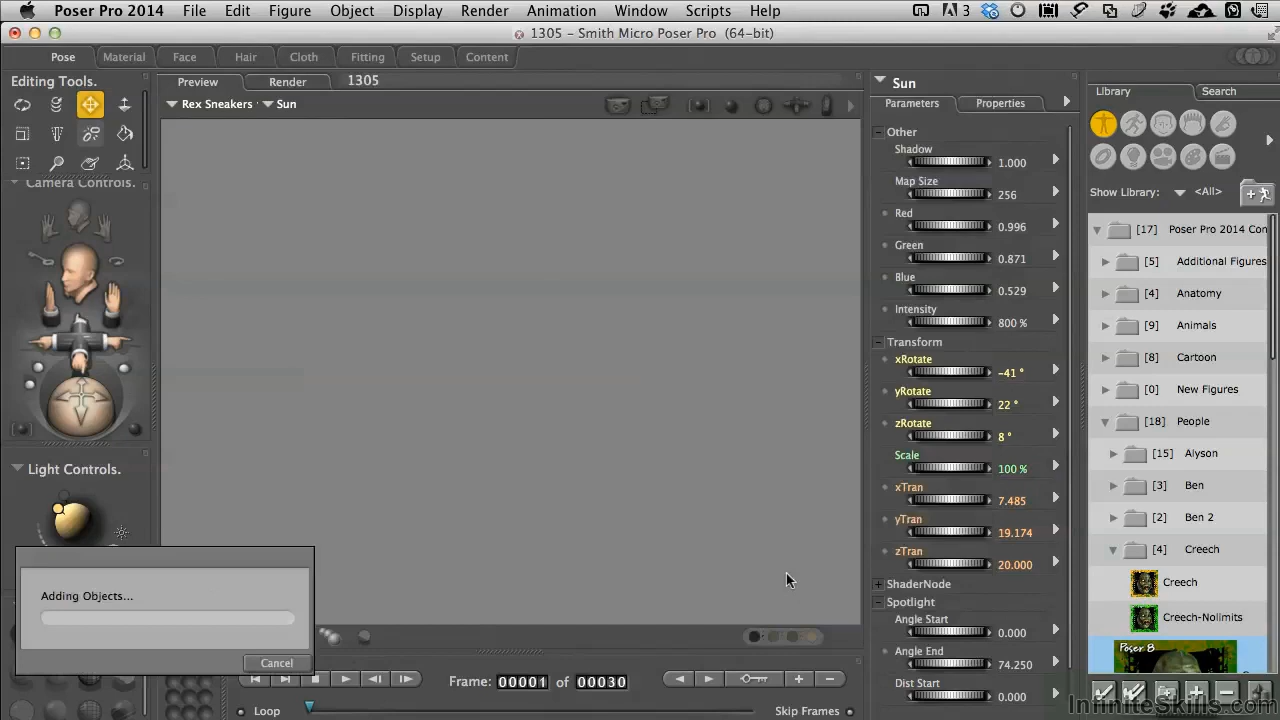 Poser Pro 2014 File Edit Figure Object Display Render Animation Window Scripts Help 3
1305 - Smith Micro Poser Pro (64-bit)
Pose Material Face Hair Cloth Fitting Setup Content
Editing Tools.
Preview Render 1305
Rex Sneakers Sun
Camera Controls.
Light Controls.
Adding Objects...
Cancel
Frame: 00001 of 00030
Loop
Skip Frames
Sun
Parameters Properties
Other
Shadow
1.000
Map Size
256
Red
0.996
Green
0.871
Blue
0.529
Intensity
800 %
Transform
xRotate
-41 °
yRotate
22 °
zRotate
8 °
Scale
100 %
xTran
7.485
yTran
19.174
zTran
20.000
ShaderNode
Spotlight
Angle Start
0.000
Angle End
74.250
Dist Start
0.000
Library Search
Show Library: <All>
[17] Poser Pro 2014 Con
[5] Additional Figures
[4] Anatomy
[9] Animals
[8] Cartoon
[0] New Figures
[18] People
[15] Alyson
[3] Ben
[2] Ben 2
[4] Creech
Creech
Creech-Nolimits
Poser 8
InfiniteSkills.com